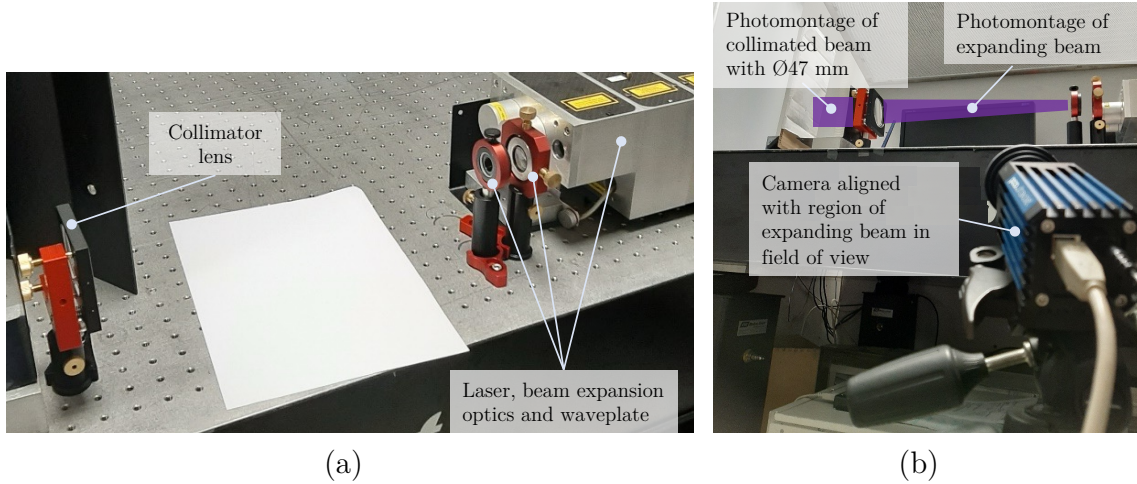 Collimator
lens
Laser, beam expansion
optics and waveplate
(a)
Photomontage of
collimated beam
with Ø47 mm
Photomontage of
expanding beam
Camera aligned
with region of
expanding beam in
field of view
(b)